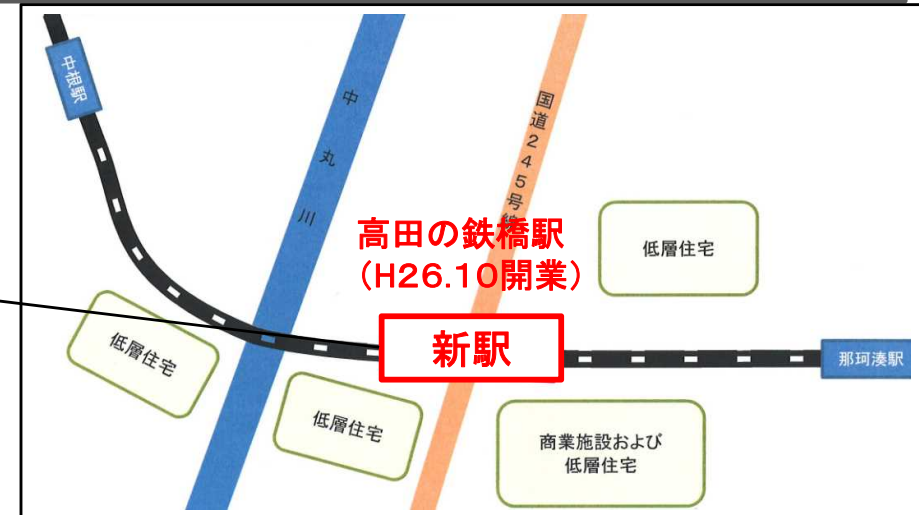 中根駅
中丸川
国道245号線
高田の鉄橋駅
(H26.10開業)
低層住宅
新駅
低層住宅
那珂湊駅
低層住宅
商業施設および
低層住宅